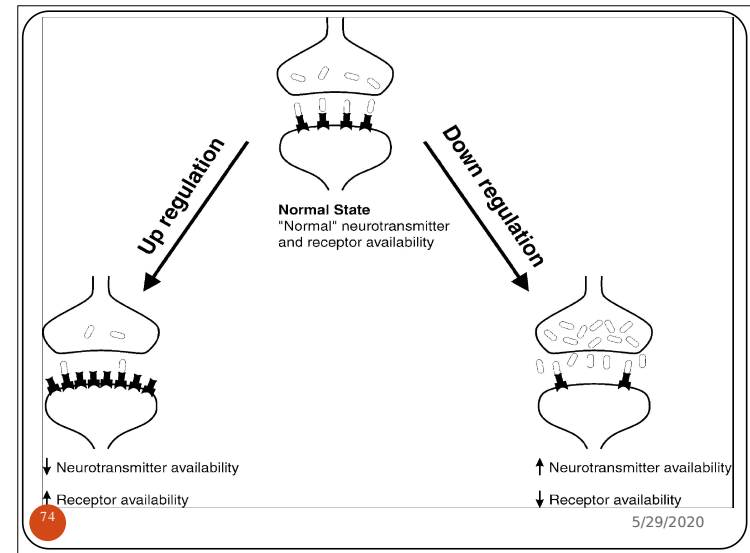 Up regulation
Down regulation
Normal State
"Normal" neurotransmitter
and receptor availability
↓ Neurotransmitter availability
↑ Receptor availability
↑ Neurotransmitter availability
↓ Receptor availability
74
5/29/2020